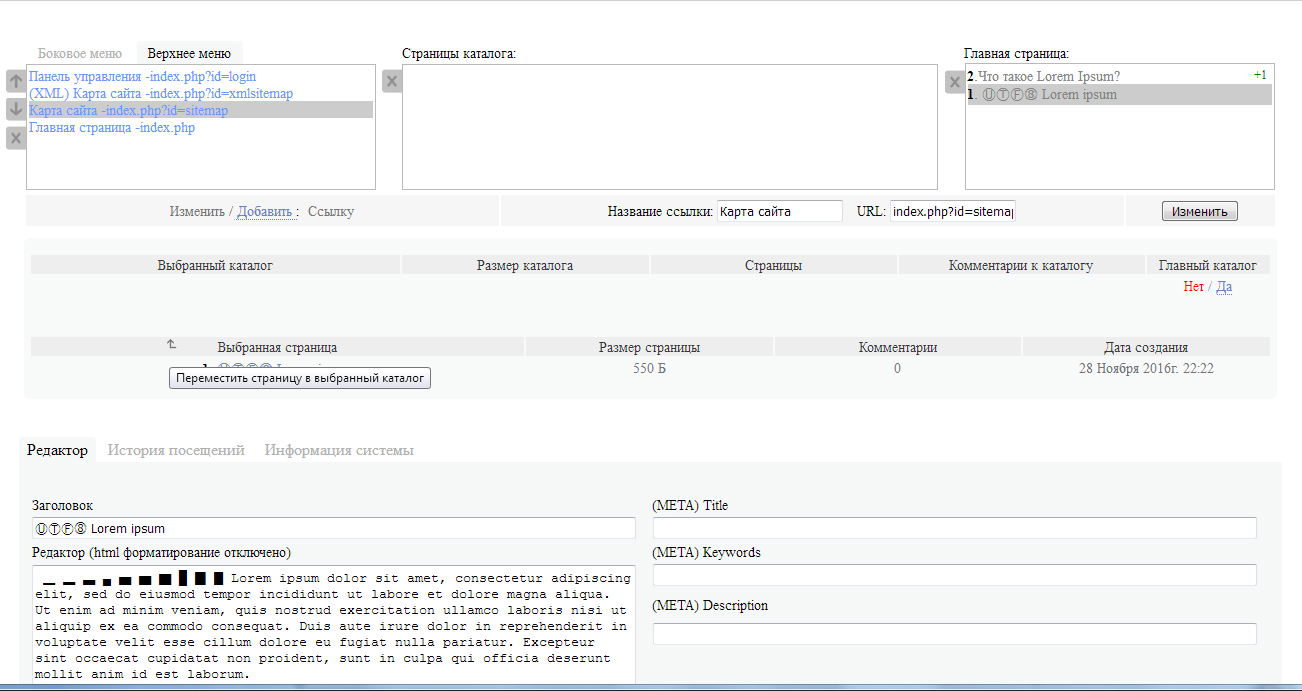 Боковое меню Верхнее меню Страницы каталога: Главная страница:
Панель управления -index.php?id=login
(XML) Карта сайта -index.php?id=xmlsitemap
Карта сайта -index.php?id=sitemap
Главная страница -index.php
2.Что такое Lorem Ipsum? +1
1. ⓊⓉⒻ⑧ Lorem ipsum
Изменить / Добавить : Ссылку Название ссылки: Карта сайта URL: index.php?id=sitemap Изменить
Выбранный каталог Размер каталога Страницы Комментарии к каталогу Главный каталог
Нет / Да
Выбранная страница Размер страницы Комментарии Дата создания
550 Б 0 28 Ноября 2016г. 22:22
Переместить страницу в выбранный каталог
Редактор История посещений Информация системы
Заголовок (META) Title
ⓊⓉⒻ⑧ Lorem ipsum
Редактор (html форматирование отключено) (META) Keywords
(META) Description
Lorem ipsum dolor sit amet, consectetur adipiscing
elit, sed do eiusmod tempor incididunt ut labore et dolore magna aliqua.
Ut enim ad minim veniam, quis nostrud exercitation ullamco laboris nisi ut
aliquip ex ea commodo consequat. Duis aute irure dolor in reprehenderit in
voluptate velit esse cillum dolore eu fugiat nulla pariatur. Excepteur
sint occaecat cupidatat non proident, sunt in culpa qui officia deserunt
mollit anim id est laborum.